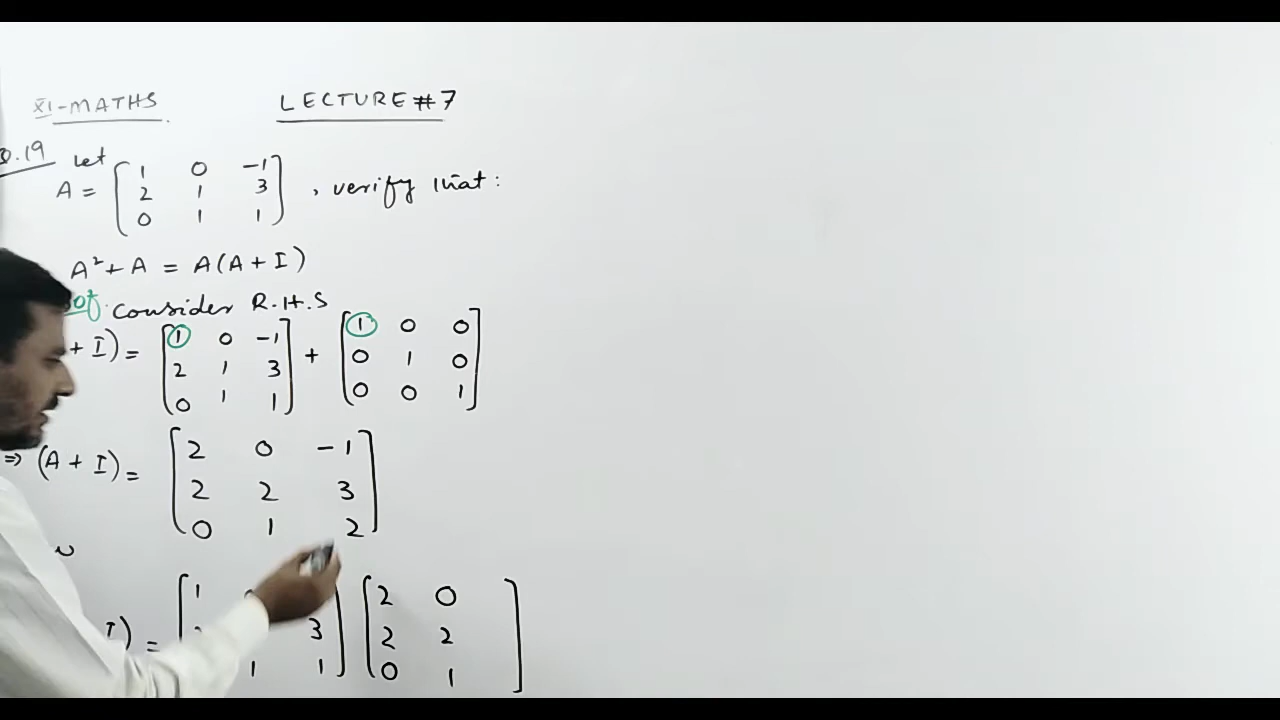 XI-MATHS LECTURE#7
.19 Let
A = [ 1 0 -1 ; 2 1 3 ; 0 1 1 ] , verify that:
A² + A = A(A + I)
of. Consider R.H.S
+ I) = [ 1 0 -1 ; 2 1 3 ; 0 1 1 ] + [ 1 0 0 ; 0 1 0 ; 0 0 1 ]
⇒ (A + I) = [ 2 0 -1 ; 2 2 3 ; 0 1 2 ]
I) = [ 1 ; 3 ; 1 1 ] [ 2 0 ; 2 2 ; 0 1 ]